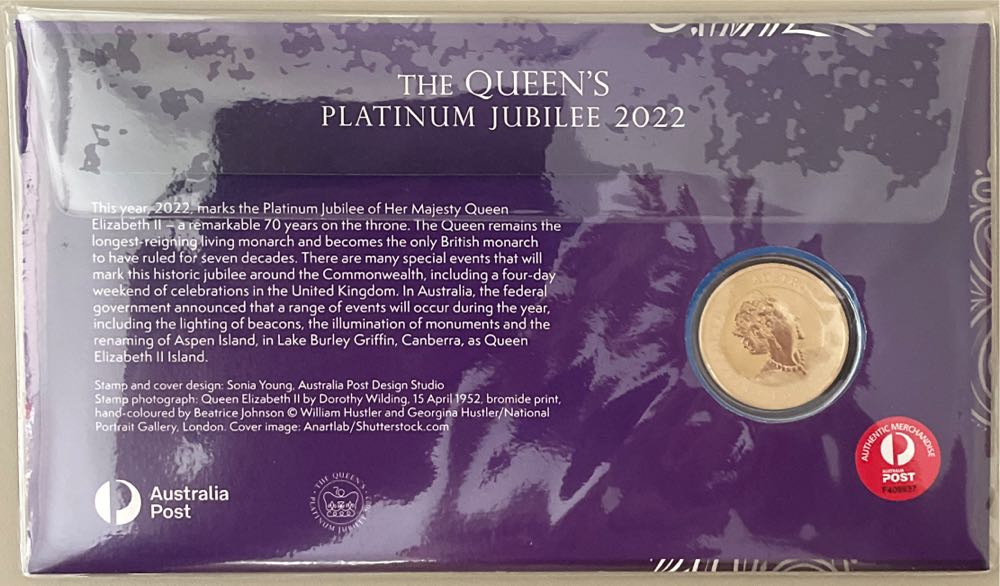 THE QUEEN'S
PLATINUM JUBILEE 2022
This year, 2022, marks the Platinum Jubilee of Her Majesty Queen
Elizabeth II – a remarkable 70 years on the throne. The Queen remains the
longest-reigning living monarch and becomes the only British monarch
to have ruled for seven decades. There are many special events that will
mark this historic jubilee around the Commonwealth, including a four-day
weekend of celebrations in the United Kingdom. In Australia, the federal
government announced that a range of events will occur during the year,
including the lighting of beacons, the illumination of monuments and the
renaming of Aspen Island, in Lake Burley Griffin, Canberra, as Queen
Elizabeth II Island.
Stamp and cover design: Sonia Young, Australia Post Design Studio
Stamp photograph: Queen Elizabeth II by Dorothy Wilding, 15 April 1952, bromide print,
hand-coloured by Beatrice Johnson © William Hustler and Georgina Hustler/National
Portrait Gallery, London. Cover image: Anartlab/Shutterstock.com
Australia
Post
THE QUEEN'S
70
PLATINUM JUBILEE
AUTHENTIC MERCHANDISE
AUSTRALIA
POST